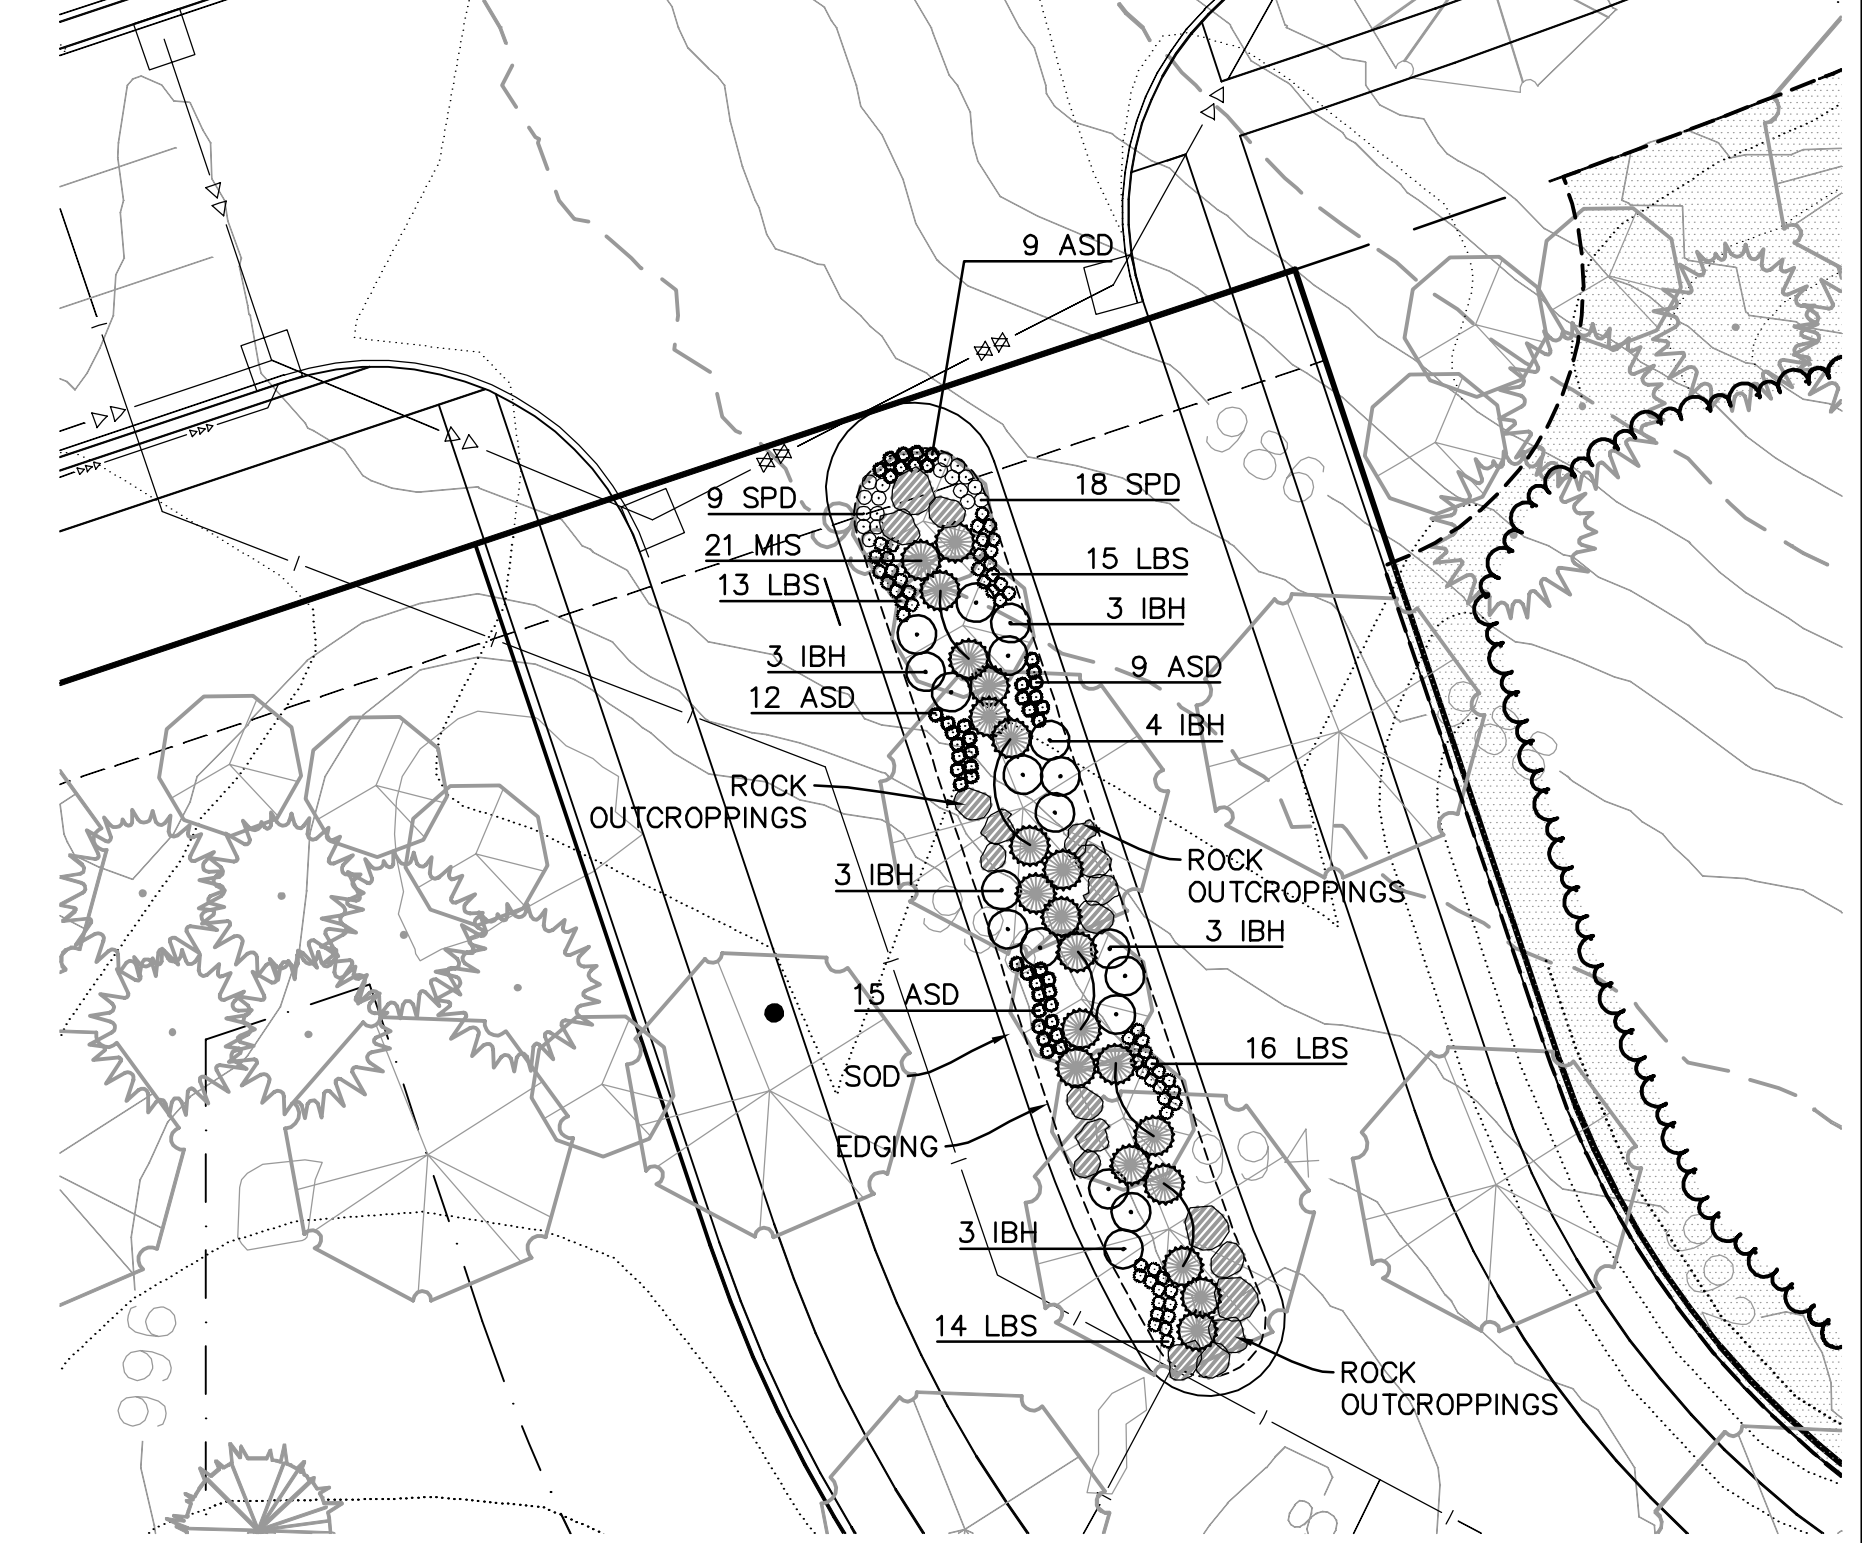 9 ASD
986
9 SPD
18 SPD
21 MIS
15 LBS
13 LBS
3 IBH
3 IBH
9 ASD
12 ASD
4 IBH
988
ROCK
OUTCROPPINGS
ROCK
OUTCROPPINGS
3 IBH
3 IBH
15 ASD
16 LBS
SOD
EDGING
994
3 IBH
992
996
14 LBS
ROCK
OUTCROPPINGS